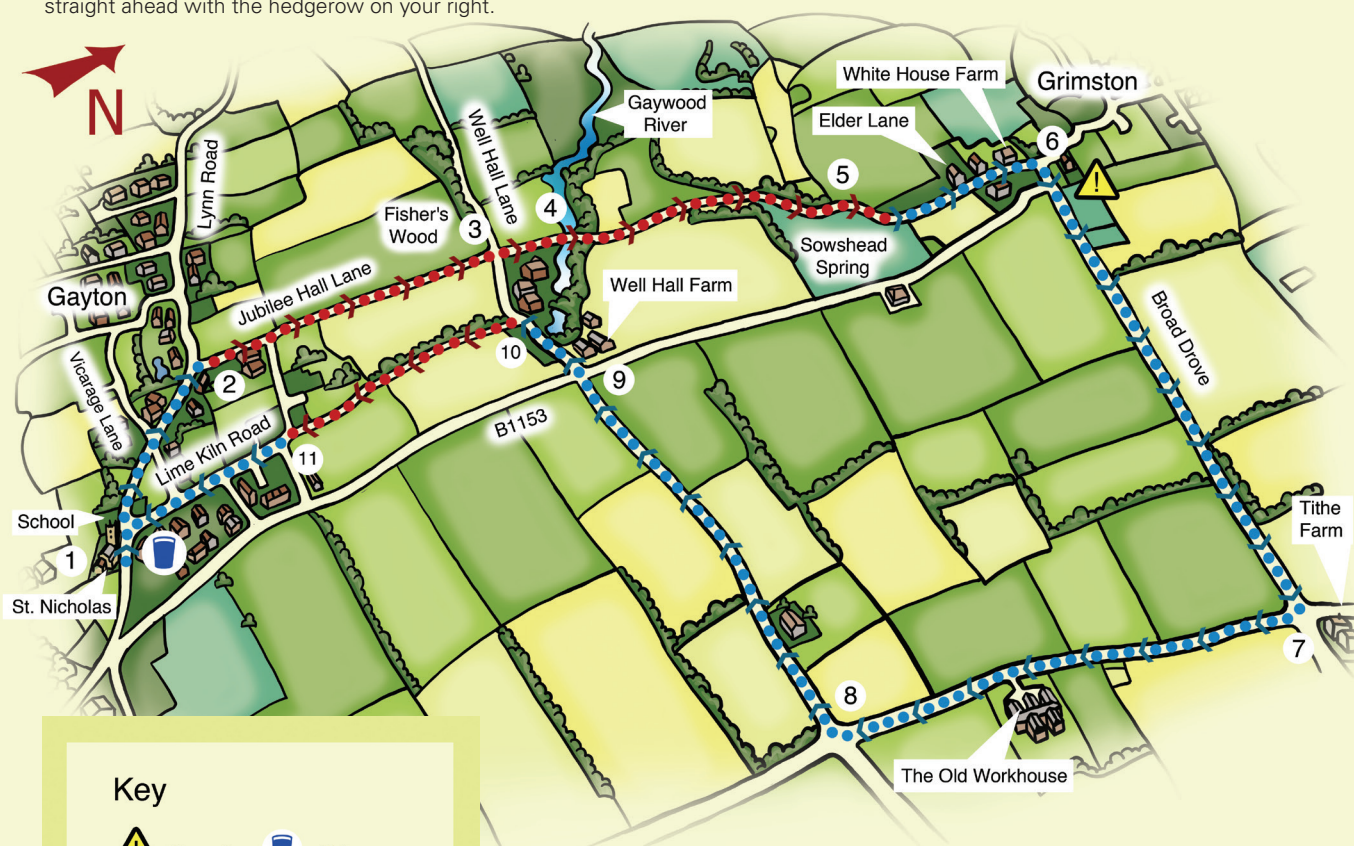 straight ahead with the hedgerow on your right.
N
Lynn Road
Well Hall Lane
Gaywood
River
White House Farm
Grimston
Elder Lane
6
!
5
4
3
Fisher's
Wood
Sowshead
Spring
Gayton
Jubilee Hall Lane
Well Hall Farm
Broad Drove
10
9
2
Vicarage Lane
B1153
Lime Kiln Road
11
School
1
St. Nicholas
Tithe
Farm
7
8
The Old Workhouse
Key